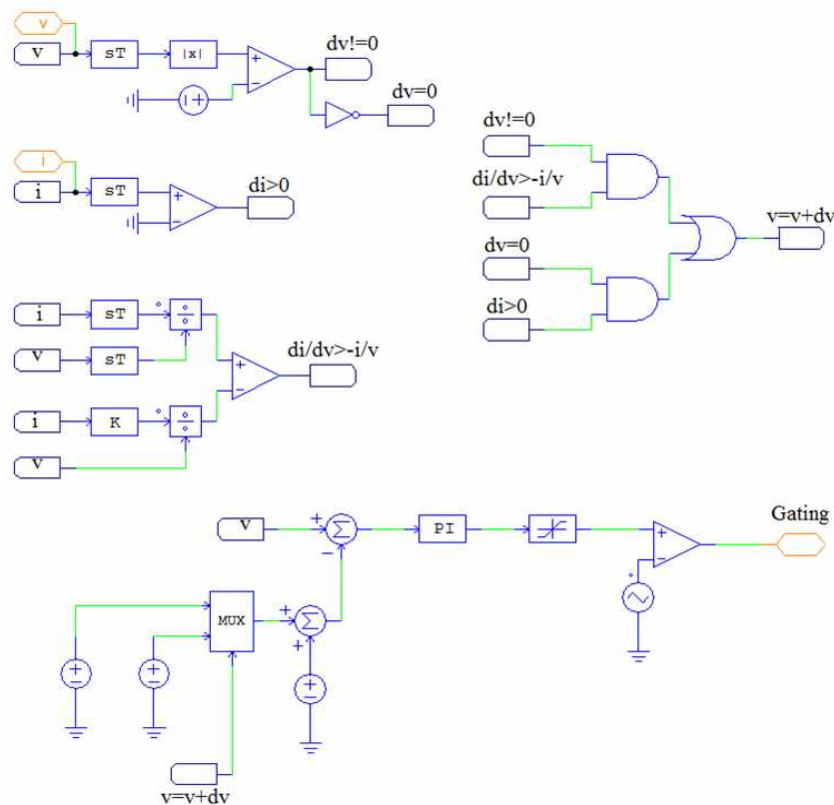 v
v
sT
|x|
dv!=0
dv=0
i
i
sT
di>0
dv!=0
di/dv>-i/v
v=v+dv
dv=0
di>0
i
sT
v
sT
di/dv>-i/v
i
K
v
Gating
v
Σ
PI
MUX
Σ
v=v+dv